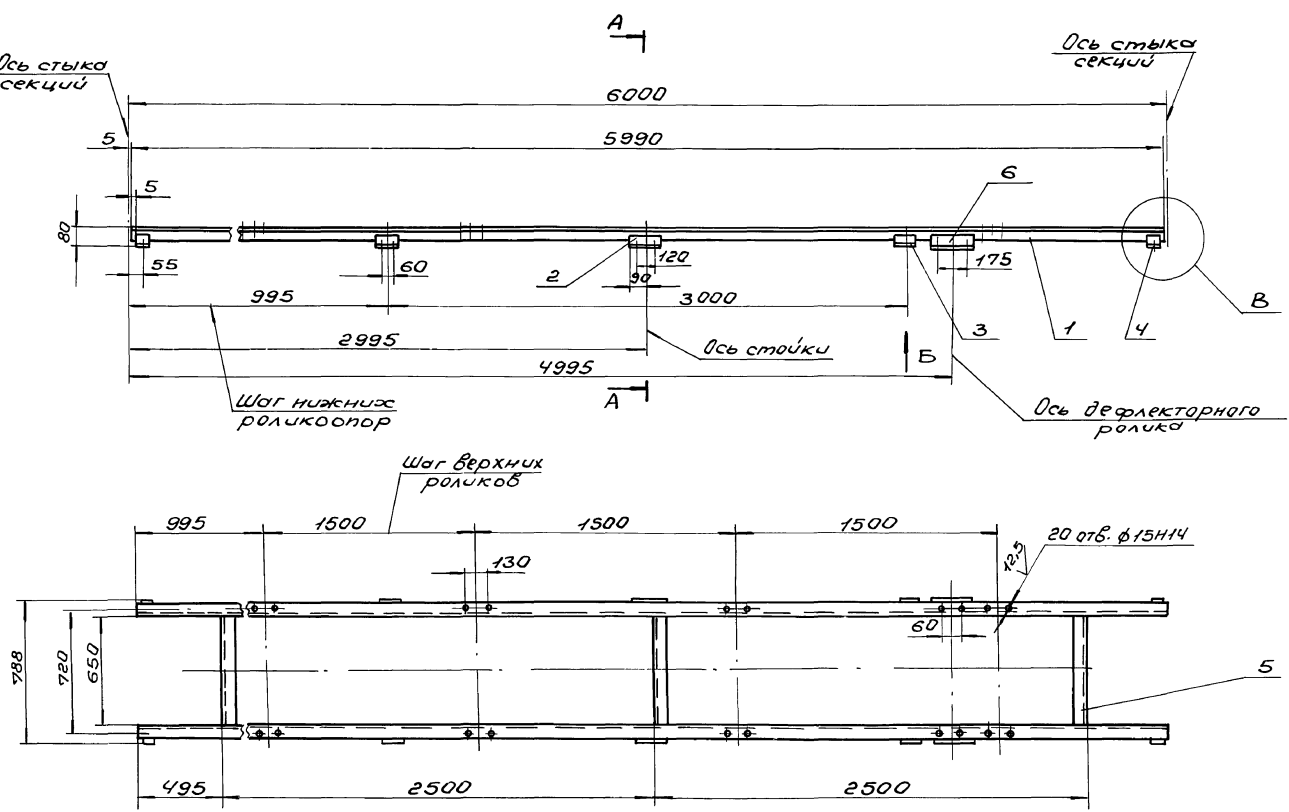 А
Ось стыка
секций
Ось стыка
секций
6000
5
5990
5
6
80
55
60
2
120
90
175
995
3000
3
1
4
В
2995
Ось стойки
Б
4995
А
Шаг нижних
роликоопор
Ось дефлекторного
ролика
Шаг верхних
роликов
995
1500
1500
1500
20 отв. ϕ15Н14
12,5
130
60
788
720
650
5
495
2500
2500